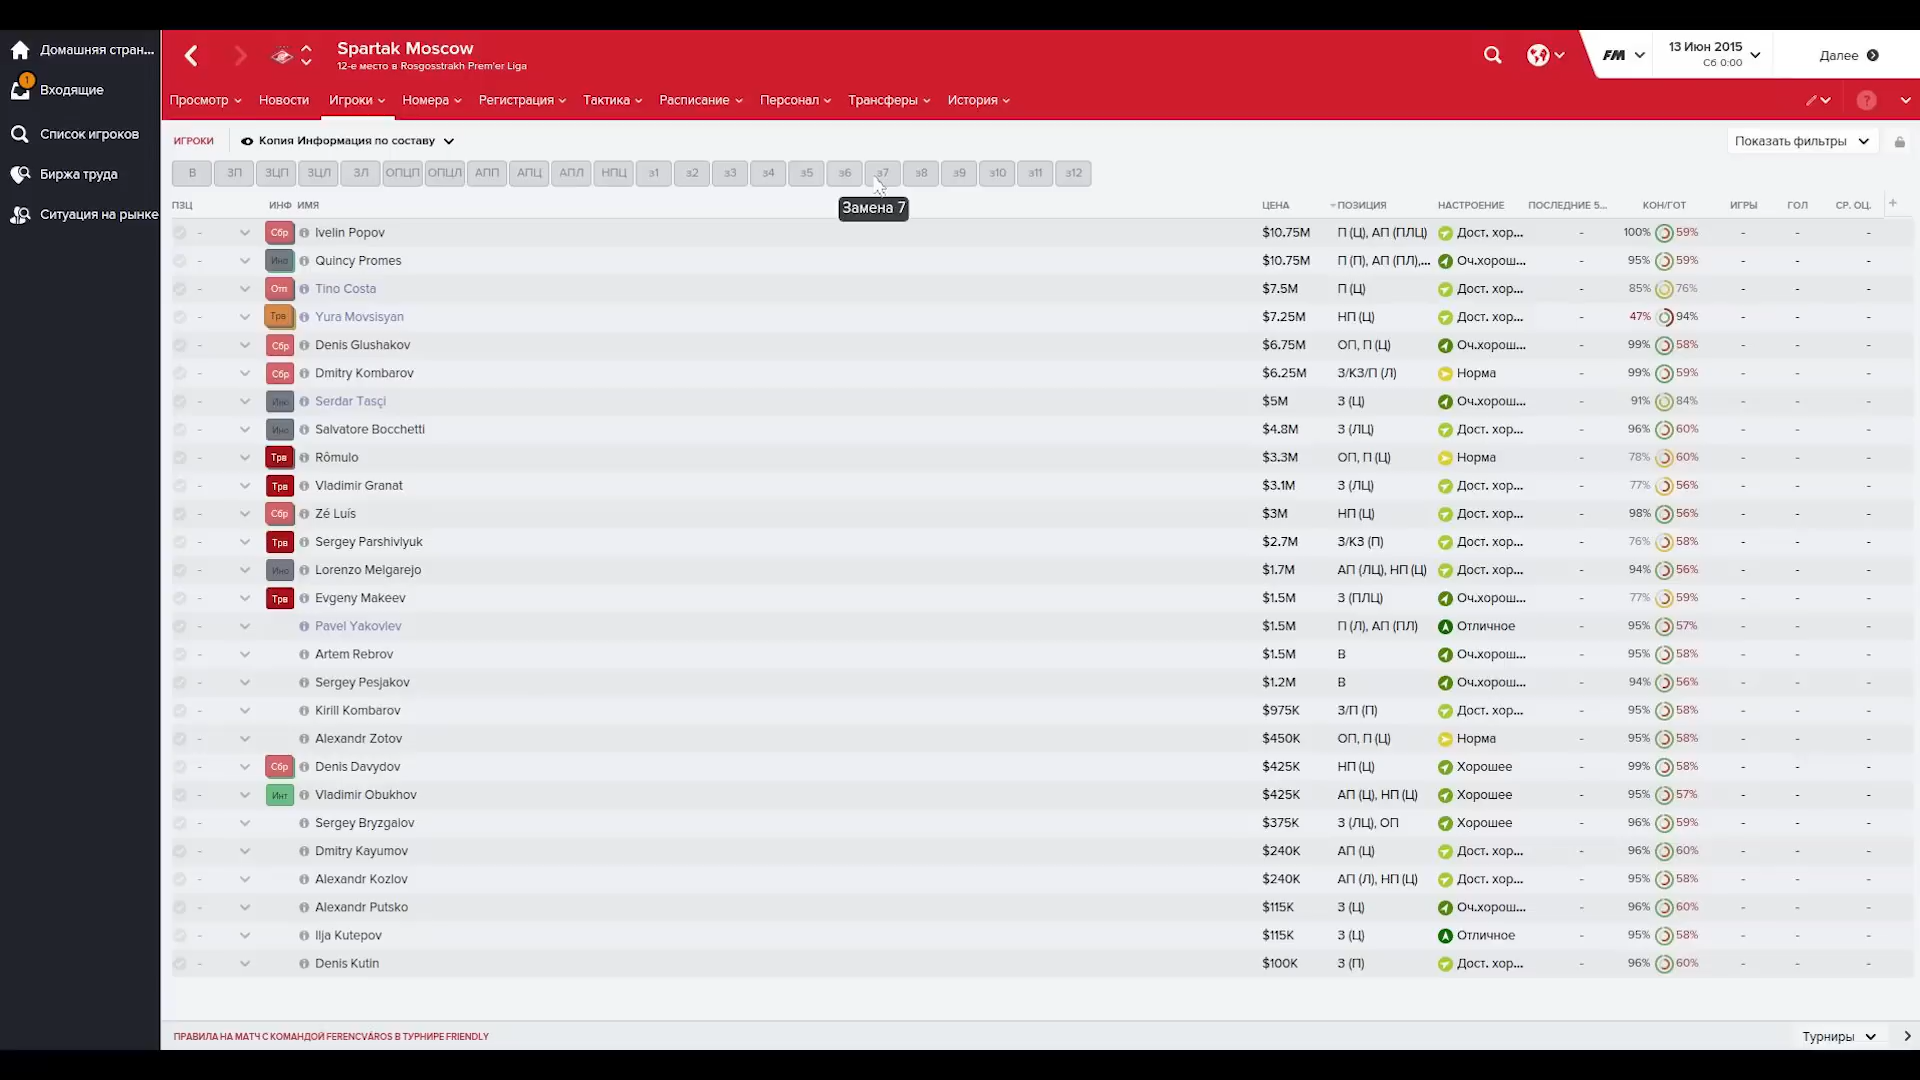 Домашняя стран...
1
Входящие
Список игроков
Биржа труда
Ситуация на рынке
Spartak Moscow
12-е место в Rosgosstrakh Prem'er Liga
FM
13 Июн 2015
Сб 0:00
Далее
Просмотр Новости Игроки Номера Регистрация Тактика Расписание Персонал Трансферы История
?
ИГРОКИ Копия Информация по составу Показать фильтры
В ЗП ЗЦП ЗЦЛ ЗЛ ОПЦП ОПЦЛ АПП АПЦ АПЛ НПЦ з1 з2 з3 з4 з5 з6 з7 з8 з9 з10 з11 з12
Замена 7
ПЗЦ ИНФ ИМЯ ЦЕНА ПОЗИЦИЯ НАСТРОЕНИЕ ПОСЛЕДНИЕ 5... КОН/ГОТ ИГРЫ ГОЛ СР. ОЦ. +
- Сбр Ivelin Popov $10.75M П (Ц), АП (ПЛЦ) Дост. хор... - 100% 59% - - -
- Инс Quincy Promes $10.75M П (П), АП (ПЛ),... Оч.хорош... - 95% 59% - - -
- Отп Tino Costa $7.5M П (Ц) Дост. хор... - 85% 76% - - -
- Трв Yura Movsisyan $7.25M НП (Ц) Дост. хор... - 47% 94% - - -
- Сбр Denis Glushakov $6.75M ОП, П (Ц) Оч.хорош... - 99% 58% - - -
- Сбр Dmitry Kombarov $6.25M З/КЗ/П (Л) Норма - 99% 59% - - -
- Инс Serdar Tasçi $5M З (Ц) Оч.хорош... - 91% 84% - - -
- Инс Salvatore Bocchetti $4.8M З (ЛЦ) Дост. хор... - 96% 60% - - -
- Трв Rômulo $3.3M ОП, П (Ц) Норма - 78% 60% - - -
- Трв Vladimir Granat $3.1M З (ЛЦ) Дост. хор... - 77% 56% - - -
- Сбр Zé Luís $3M НП (Ц) Дост. хор... - 98% 56% - - -
- Трв Sergey Parshivlyuk $2.7M З/КЗ (П) Дост. хор... - 76% 58% - - -
- Инс Lorenzo Melgarejo $1.7M АП (ЛЦ), НП (Ц) Дост. хор... - 94% 56% - - -
- Трв Evgeny Makeev $1.5M З (ПЛЦ) Оч.хорош... - 77% 59% - - -
- Pavel Yakovlev $1.5M П (Л), АП (ПЛ) Отличное - 95% 57% - - -
- Artem Rebrov $1.5M В Оч.хорош... - 95% 58% - - -
- Sergey Pesjakov $1.2M В Оч.хорош... - 94% 56% - - -
- Kirill Kombarov $975K З/П (П) Дост. хор... - 95% 58% - - -
- Alexandr Zotov $450K ОП, П (Ц) Норма - 95% 58% - - -
- Сбр Denis Davydov $425K НП (Ц) Хорошее - 99% 58% - - -
- Инт Vladimir Obukhov $425K АП (Ц), НП (Ц) Хорошее - 95% 57% - - -
- Sergey Bryzgalov $375K З (ЛЦ), ОП Хорошее - 96% 59% - - -
- Dmitry Kayumov $240K АП (Ц) Дост. хор... - 96% 60% - - -
- Alexandr Kozlov $240K АП (Л), НП (Ц) Дост. хор... - 95% 58% - - -
- Alexandr Putsko $115K З (Ц) Оч.хорош... - 96% 60% - - -
- Ilja Kutepov $115K З (Ц) Отличное - 95% 58% - - -
- Denis Kutin $100K З (П) Дост. хор... - 96% 60% - - -
ПРАВИЛА НА МАТЧ С КОМАНДОЙ FERENCVÁROS В ТУРНИРЕ FRIENDLY Турниры